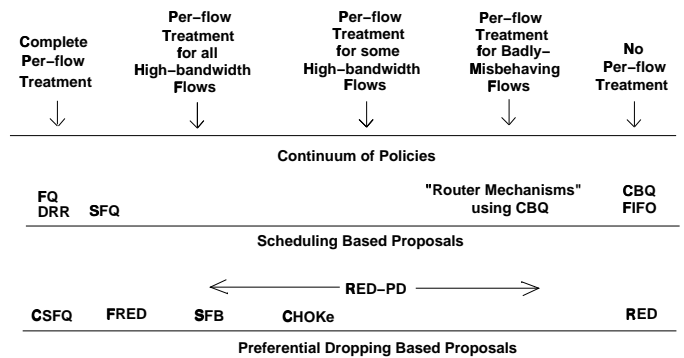 Complete
Per-flow
Treatment
Per-flow
Treatment
for all
High-bandwidth
Flows
Per-flow
Treatment
for some
High-bandwidth
Flows
Per-flow
Treatment
for Badly-
Misbehaving
Flows
No
Per-flow
Treatment
Continuum of Policies
FQ
DRR SFQ
"Router Mechanisms"
using CBQ
CBQ
FIFO
Scheduling Based Proposals
RED-PD
CSFQ FRED SFB CHOKe RED
Preferential Dropping Based Proposals